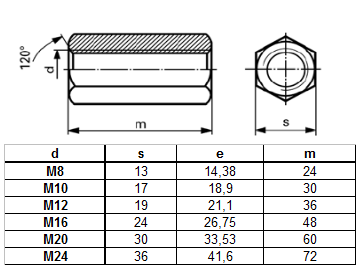 120°
d
m
s
d s e m
M8 13 14,38 24
M10 17 18,9 30
M12 19 21,1 36
M16 24 26,75 48
M20 30 33,53 60
M24 36 41,6 72